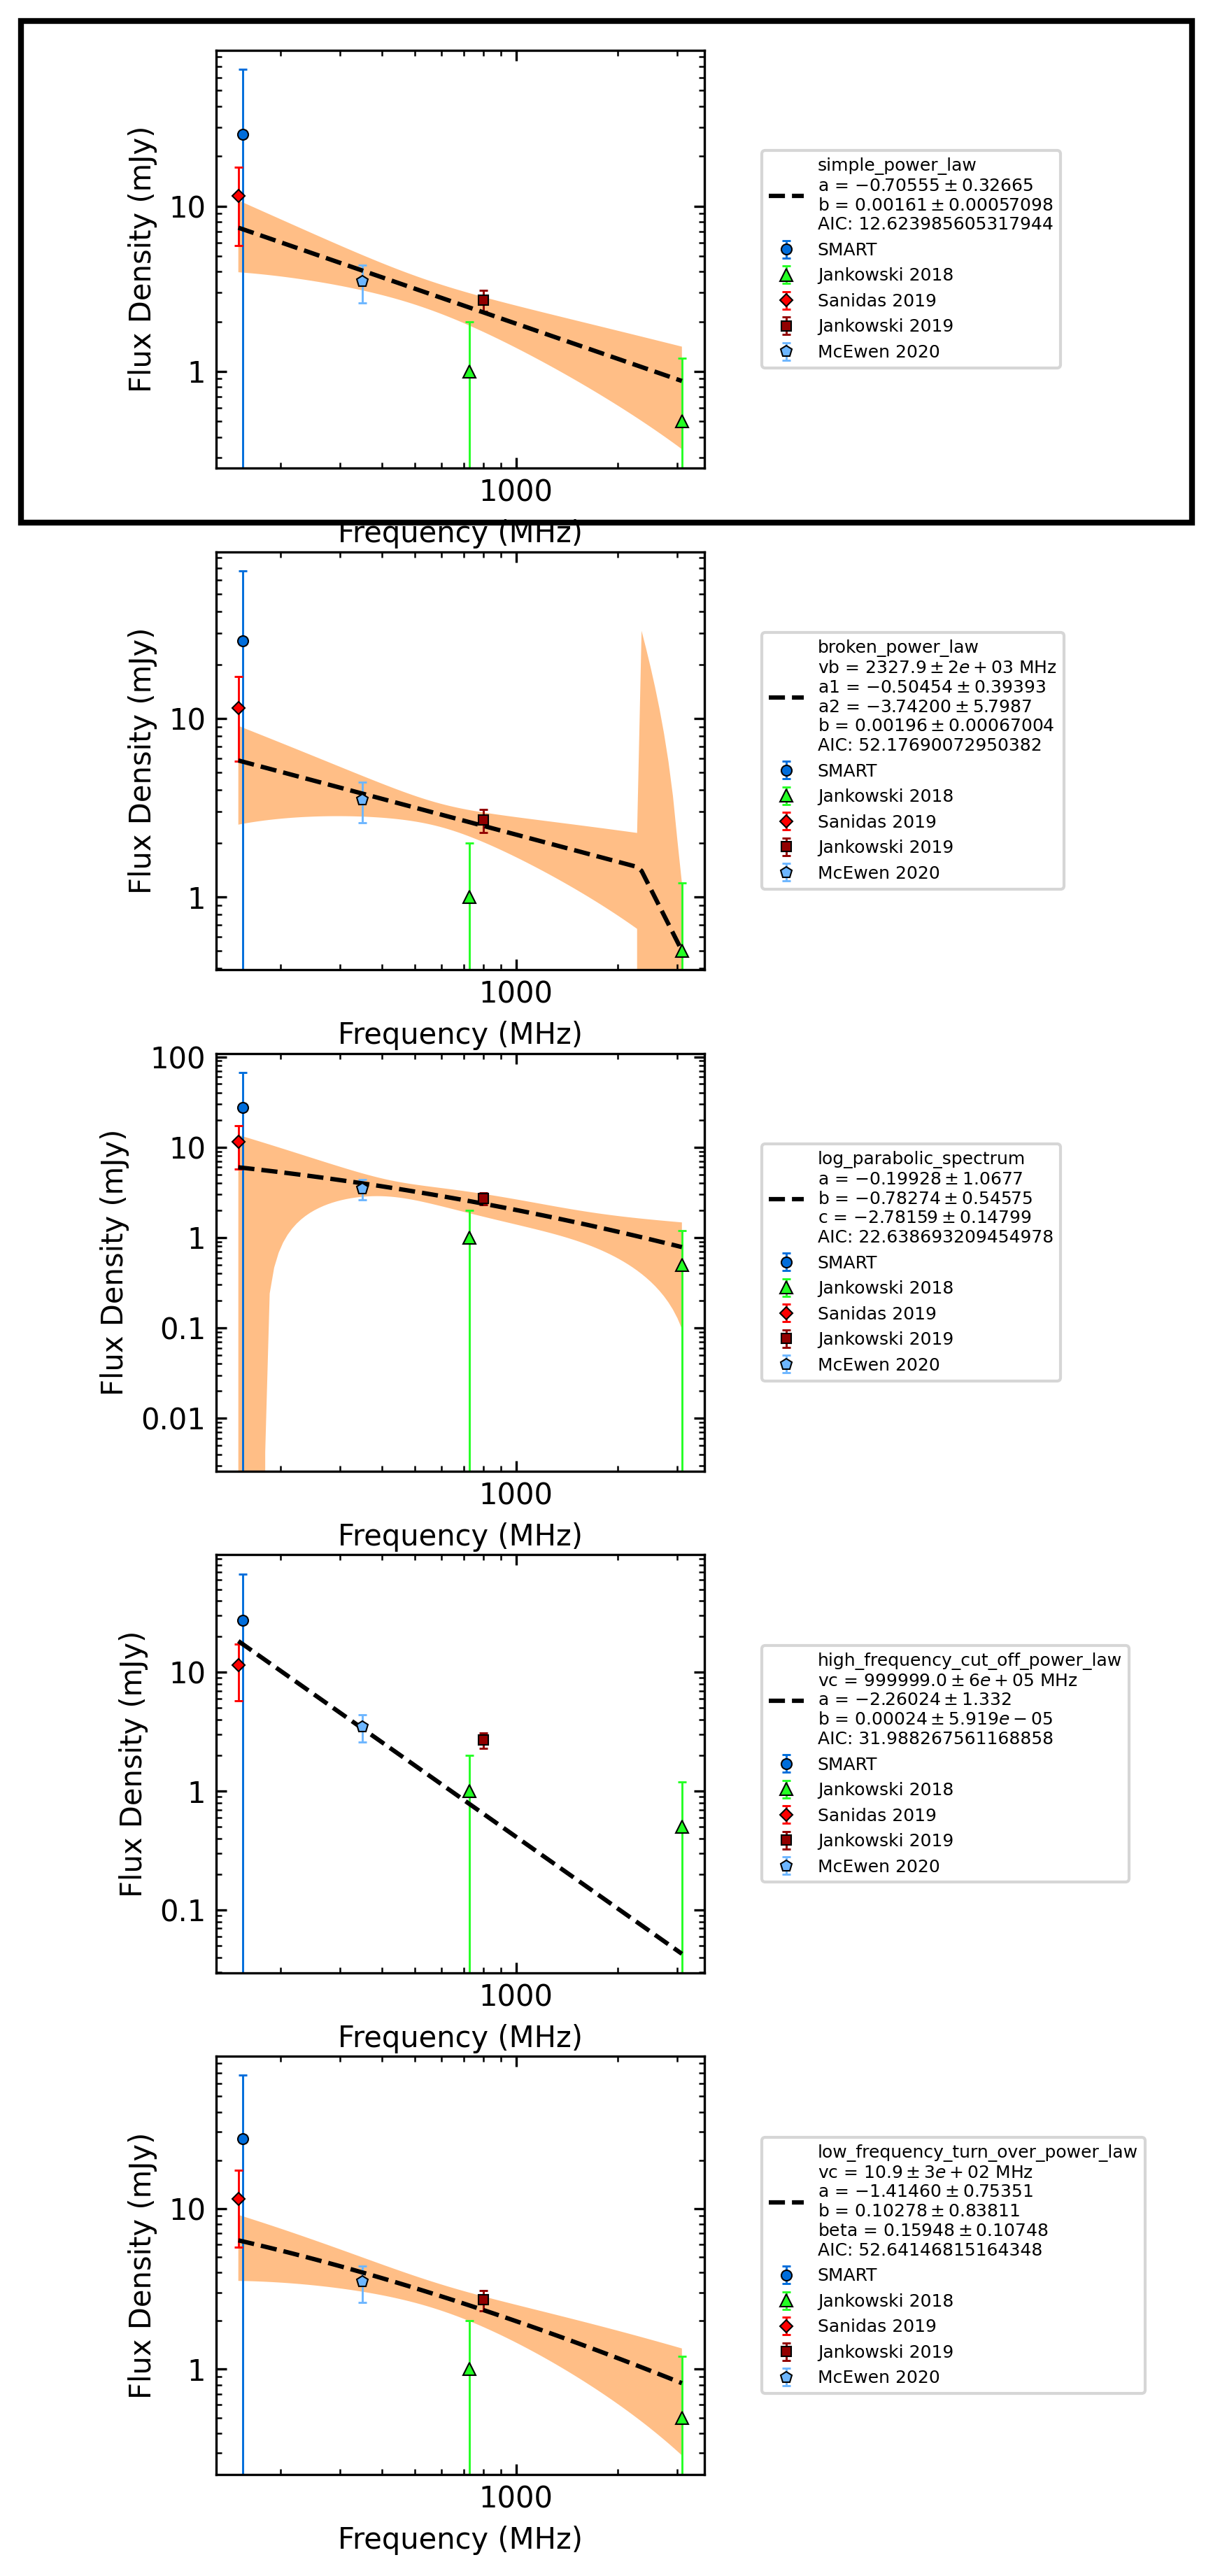 Flux Density (mJy)
10
1
1000
Frequency (MHz)
simple_power_law
a = −0.70555 ± 0.32665
b = 0.00161 ± 0.00057098
AIC: 12.623985605317944
SMART
Jankowski 2018
Sanidas 2019
Jankowski 2019
McEwen 2020
Flux Density (mJy)
10
1
1000
Frequency (MHz)
broken_power_law
vb = 2327.9 ± 2e + 03 MHz
a1 = −0.50454 ± 0.39393
a2 = −3.74200 ± 5.7987
b = 0.00196 ± 0.00067004
AIC: 52.17690072950382
SMART
Jankowski 2018
Sanidas 2019
Jankowski 2019
McEwen 2020
Flux Density (mJy)
100
10
1
0.1
0.01
1000
Frequency (MHz)
log_parabolic_spectrum
a = −0.19928 ± 1.0677
b = −0.78274 ± 0.54575
c = −2.78159 ± 0.14799
AIC: 22.638693209454978
SMART
Jankowski 2018
Sanidas 2019
Jankowski 2019
McEwen 2020
Flux Density (mJy)
10
1
0.1
1000
Frequency (MHz)
high_frequency_cut_off_power_law
vc = 999999.0 ± 6e + 05 MHz
a = −2.26024 ± 1.332
b = 0.00024 ± 5.919e − 05
AIC: 31.988267561168858
SMART
Jankowski 2018
Sanidas 2019
Jankowski 2019
McEwen 2020
Flux Density (mJy)
10
1
1000
Frequency (MHz)
low_frequency_turn_over_power_law
vc = 10.9 ± 3e + 02 MHz
a = −1.41460 ± 0.75351
b = 0.10278 ± 0.83811
beta = 0.15948 ± 0.10748
AIC: 52.64146815164348
SMART
Jankowski 2018
Sanidas 2019
Jankowski 2019
McEwen 2020